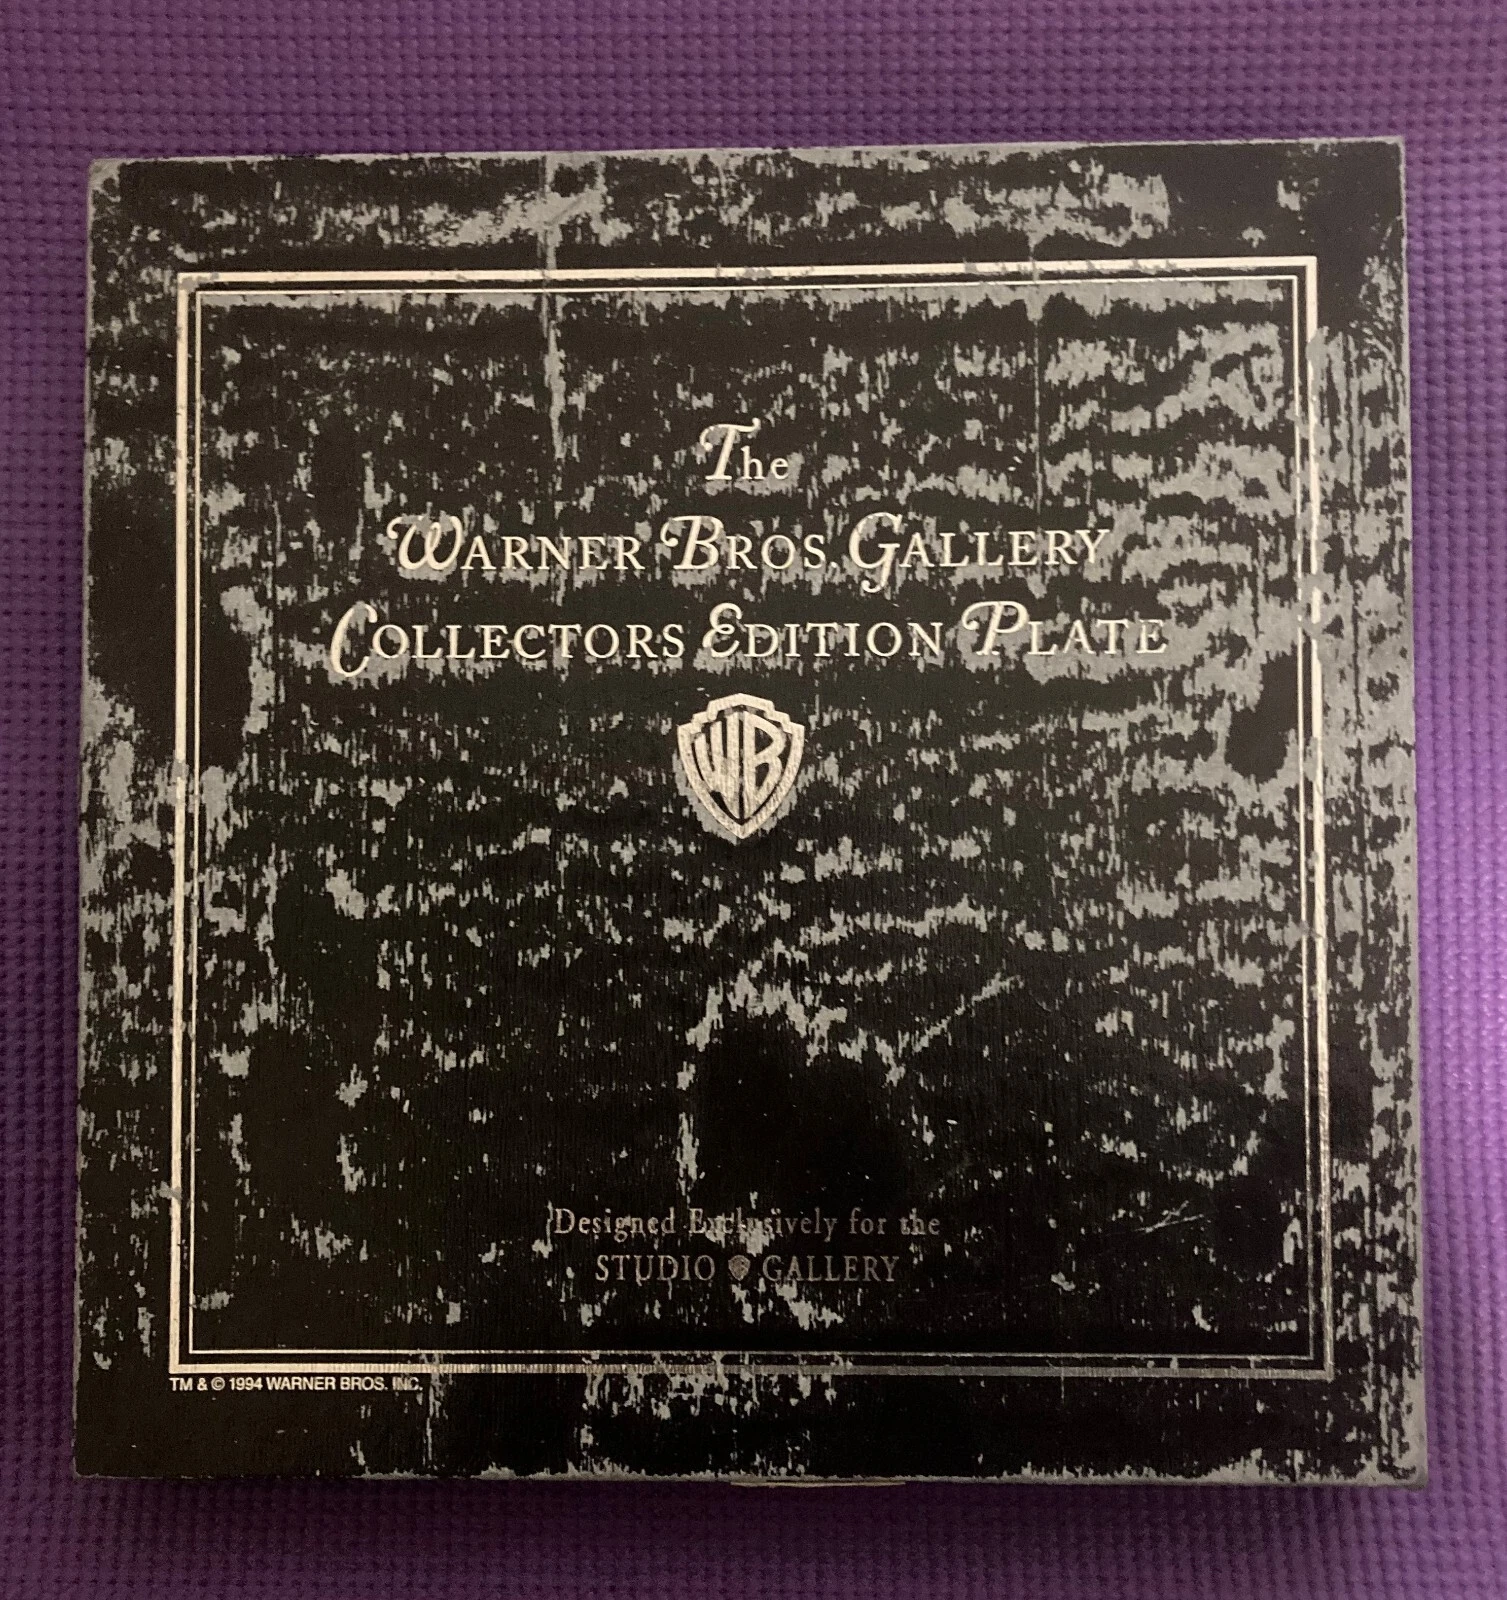 The
WARNER BROS. GALLERY
COLLECTORS EDITION PLATE
WB
Designed Exclusively for the
STUDIO GALLERY
TM & © 1994 WARNER BROS. INC.